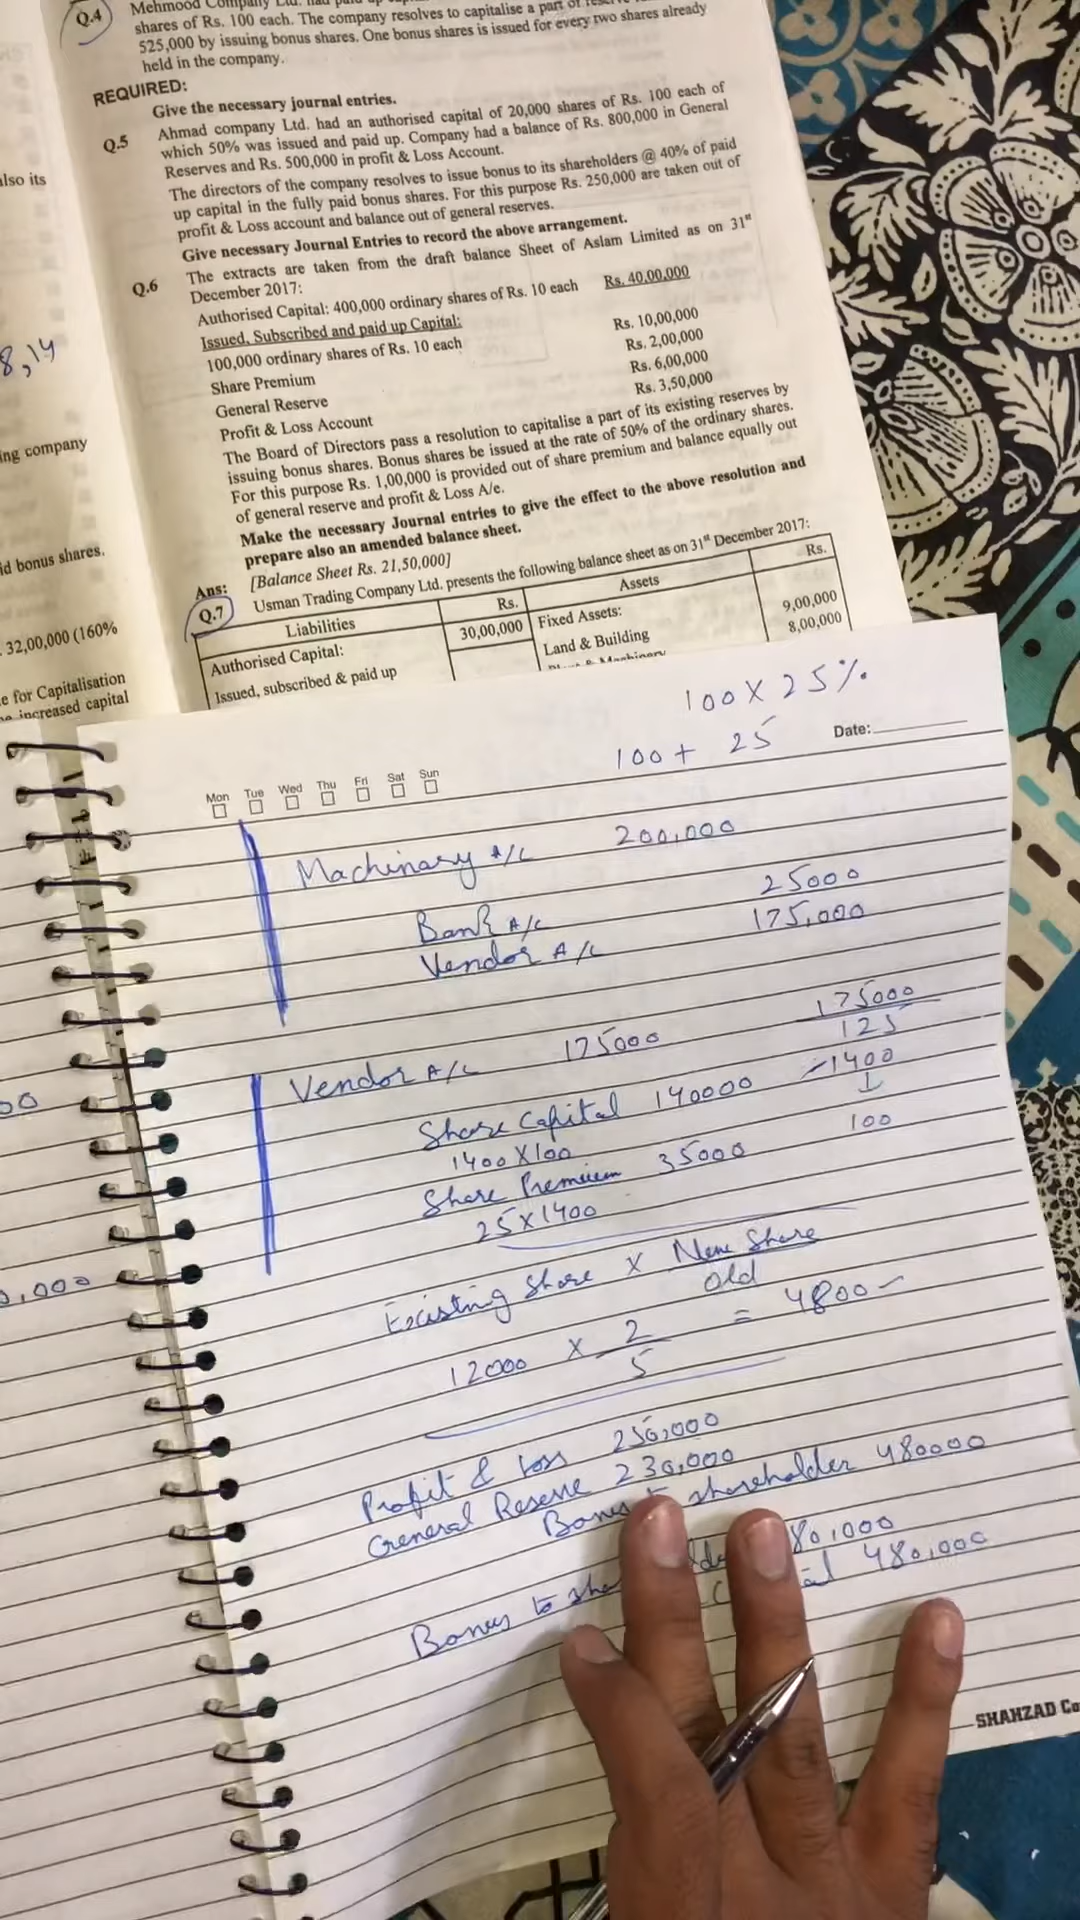 Q.4
shares of Rs. 100 each. The company resolves to capitalise a part of
525,000 by issuing bonus shares. One bonus shares is issued for every two shares already
held in the company.
REQUIRED:
Give the necessary journal entries.
Q.5 Ahmad company Ltd. had an authorised capital of 20,000 shares of Rs. 100 each of
which 50% was issued and paid up. Company had a balance of Rs. 800,000 in General
Reserves and Rs. 500,000 in profit & Loss Account.
The directors of the company resolves to issue bonus to its shareholders @ 40% of paid
up capital in the fully paid bonus shares. For this purpose Rs. 250,000 are taken out of
profit & Loss account and balance out of general reserves.
Give necessary Journal Entries to record the above arrangement.
Q.6 The extracts are taken from the draft balance Sheet of Aslam Limited as on 31st
December 2017:
Authorised Capital: 400,000 ordinary shares of Rs. 10 each Rs. 40,00,000
Issued, Subscribed and paid up Capital:
100,000 ordinary shares of Rs. 10 each Rs. 10,00,000
Share Premium Rs. 2,00,000
General Reserve Rs. 6,00,000
Profit & Loss Account Rs. 3,50,000
The Board of Directors pass a resolution to capitalise a part of its existing reserves by
issuing bonus shares. Bonus shares be issued at the rate of 50% of the ordinary shares.
For this purpose Rs. 1,00,000 is provided out of share premium and balance equally out
of general reserve and profit & Loss A/e.
Make the necessary Journal entries to give the effect to the above resolution and
prepare also an amended balance sheet.
Ans: [Balance Sheet Rs. 21,50,000]
Q.7 Usman Trading Company Ltd. presents the following balance sheet as on 31st December 2017:
Liabilities Rs. Assets Rs.
Authorised Capital: 30,00,000 Fixed Assets:
Issued, subscribed & paid up Land & Building 9,00,000
8,00,000
also its
8,14
ing company
id bonus shares.
32,00,000 (160%
e for Capitalisation
increased capital
100 X 25%
100 + 25
Date:
Mon Tue Wed Thu Fri Sat Sun
Machinary A/C 200,000
Bank A/C 25000
Vendor A/C 175,000
175000
125
Vendor A/C 175000
1400
Share Capital 140000
1400 X 100
100
Share Premium 35000
25 X 1400
Existing Share X New Share
Old
12000 X 2 = 4800
5
Profit & Loss 250,000
General Reserve 230,000
Bonus to shareholder 480000
80,000
Bonus to sha
480,000
SHAHZAD Co
00
0,000